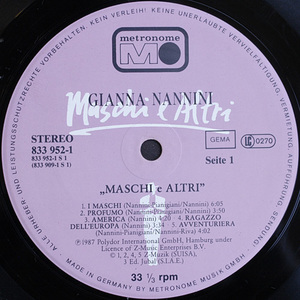 metronome
MO
GIANNA NANNINI
Maschi e Altri
STEREO
833 952-1
833 952-1 S 1
(833 909-1 S 1)
GEMA
LC 0270
Seite 1
„MASCHI e ALTRI"
1 I MASCHI (Nannini-Pianigiani/Nannini) 6:05
2 PROFUMO (Nannini-Pianigiani/Nannini) 3:50
3 AMERICA (Nannini) 4:20 4 RAGAZZO
DELL'EUROPA (Nannini) 4:34 5 AVVENTURIERA
(Nannini-Pianigiani/Nannini-Riva) 4:02
℗ 1987 Polydor International GmbH, Hamburg under
Licence of Z-Music Enterprises/England
© 1, 2, 4, 5 Z-MUSIK (SUISA),
3 Ed. Jubal (S.I.A.E.)
33 1/3 rpm
MADE IN GERMANY BY METRONOME MUSIK GMBH
ALLE URHEBER- UND LEISTUNGSSCHUTZRECHTE VORBEHALTEN. KEIN VERLEIH! KEINE UNERLAUBTE VERVIELFÄLTIGUNG, VERMIETUNG, AUFFÜHRUNG, SENDUNG!